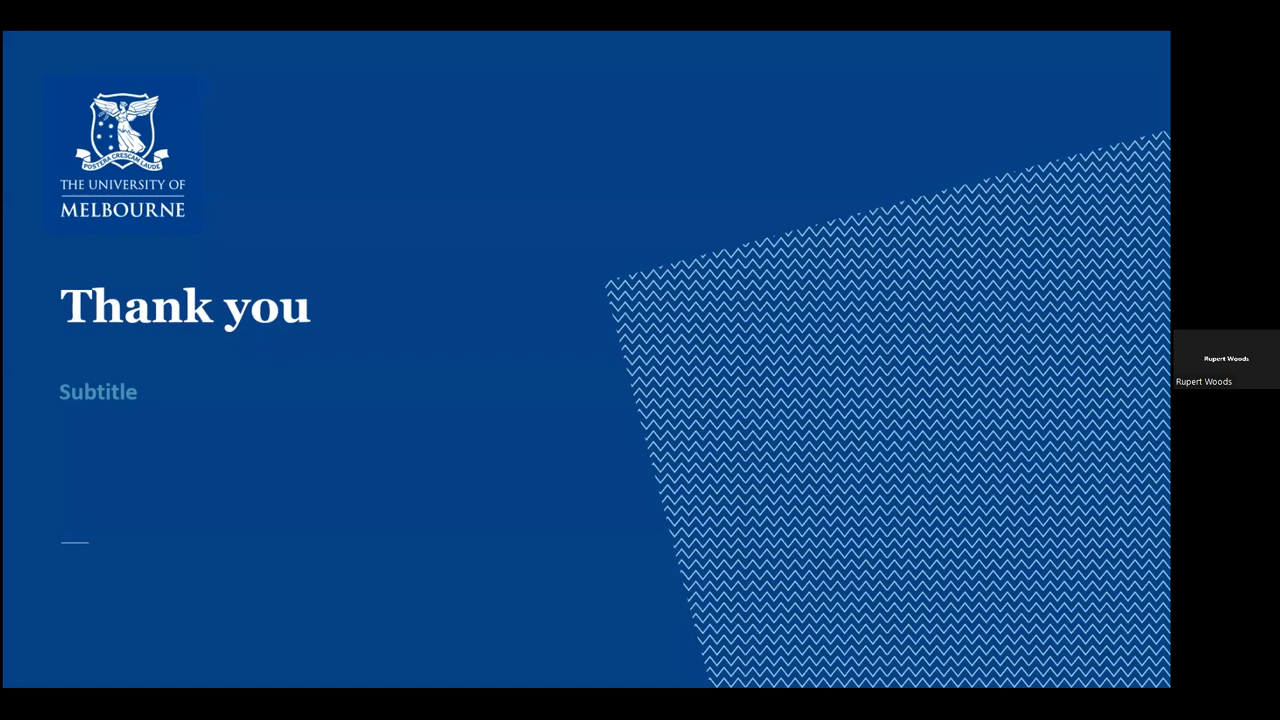 POSTERA CRESCAM LAUDE
THE UNIVERSITY OF
MELBOURNE
Thank you
Subtitle
Rupert Woods
Rupert Woods